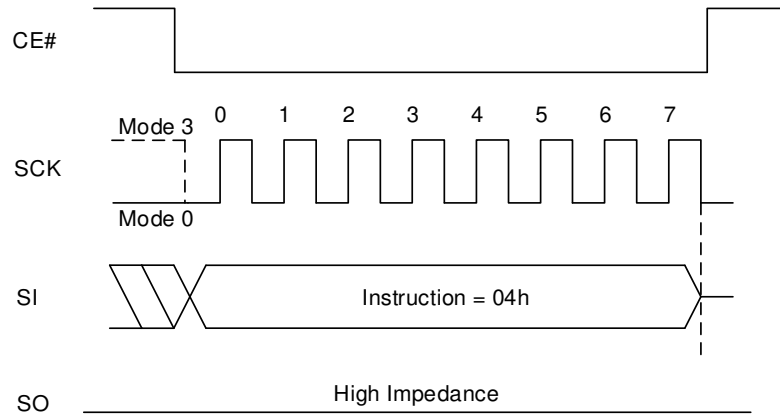 CE#
0 1 2 3 4 5 6 7
Mode 3
SCK
Mode 0
SI
Instruction = 04h
High Impedance
SO